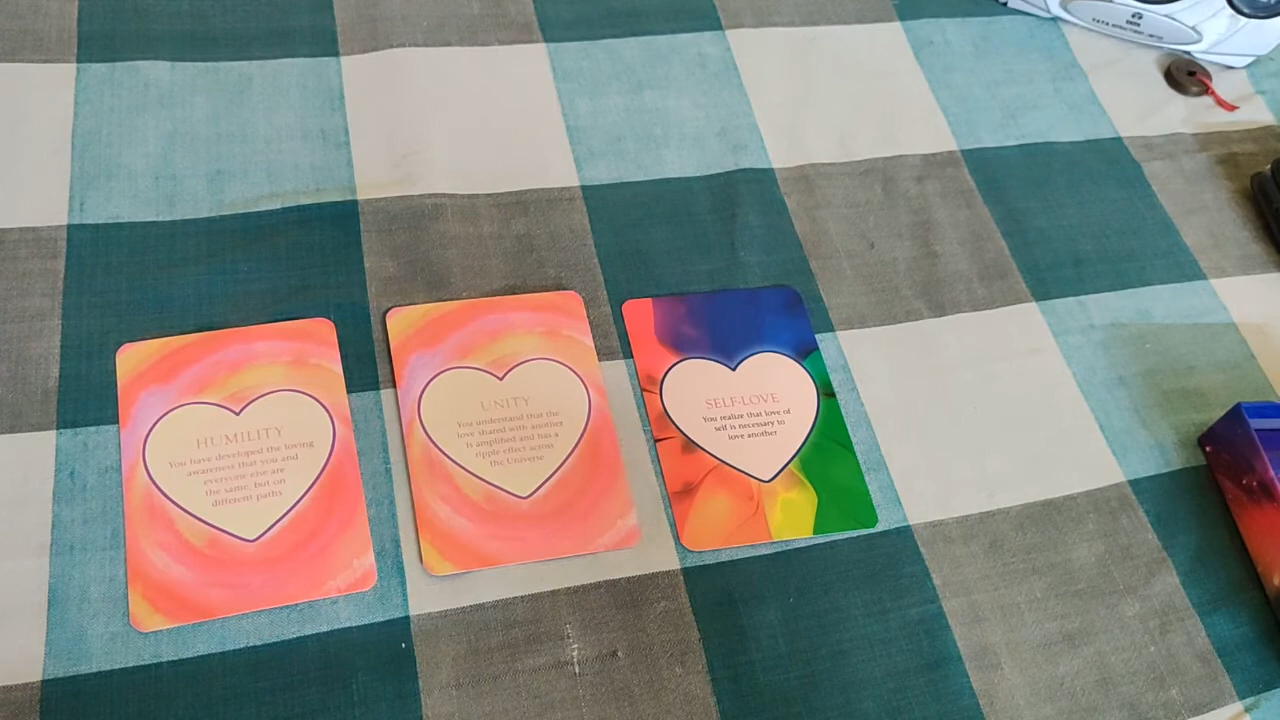 HUMILITY
You have developed the loving
awareness that you and
everyone else are
the same, but on
different paths
UNITY
You understand that the
love shared with another
is amplified and has a
ripple effect across
the Universe
SELF-LOVE
You realize that love of
self is necessary to
love another